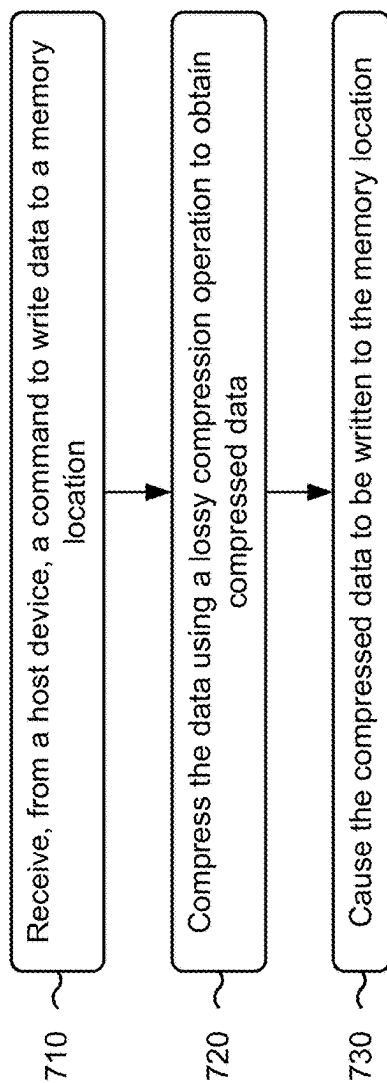 710
Receive, from a host device, a command to write data to a memory
location
720
Compress the data using a lossy compression operation to obtain
compressed data
730
Cause the compressed data to be written to the memory location